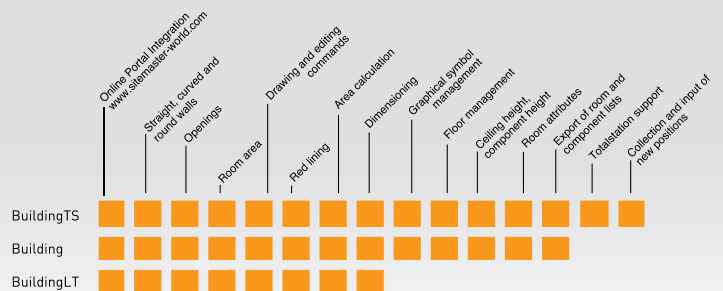 Online Portal Integration
www.sitemaster-world.com
Straight, curved and
round walls
Openings
Room area
Drawing and editing
commands
Red lining
Area calculation
Dimensioning
Graphical symbol
management
Floor management
Ceiling height,
component height
Room attributes
Export of room and
component lists
Totalstation support
Collection and input of
new positions
BuildingTS
Building
BuildingLT